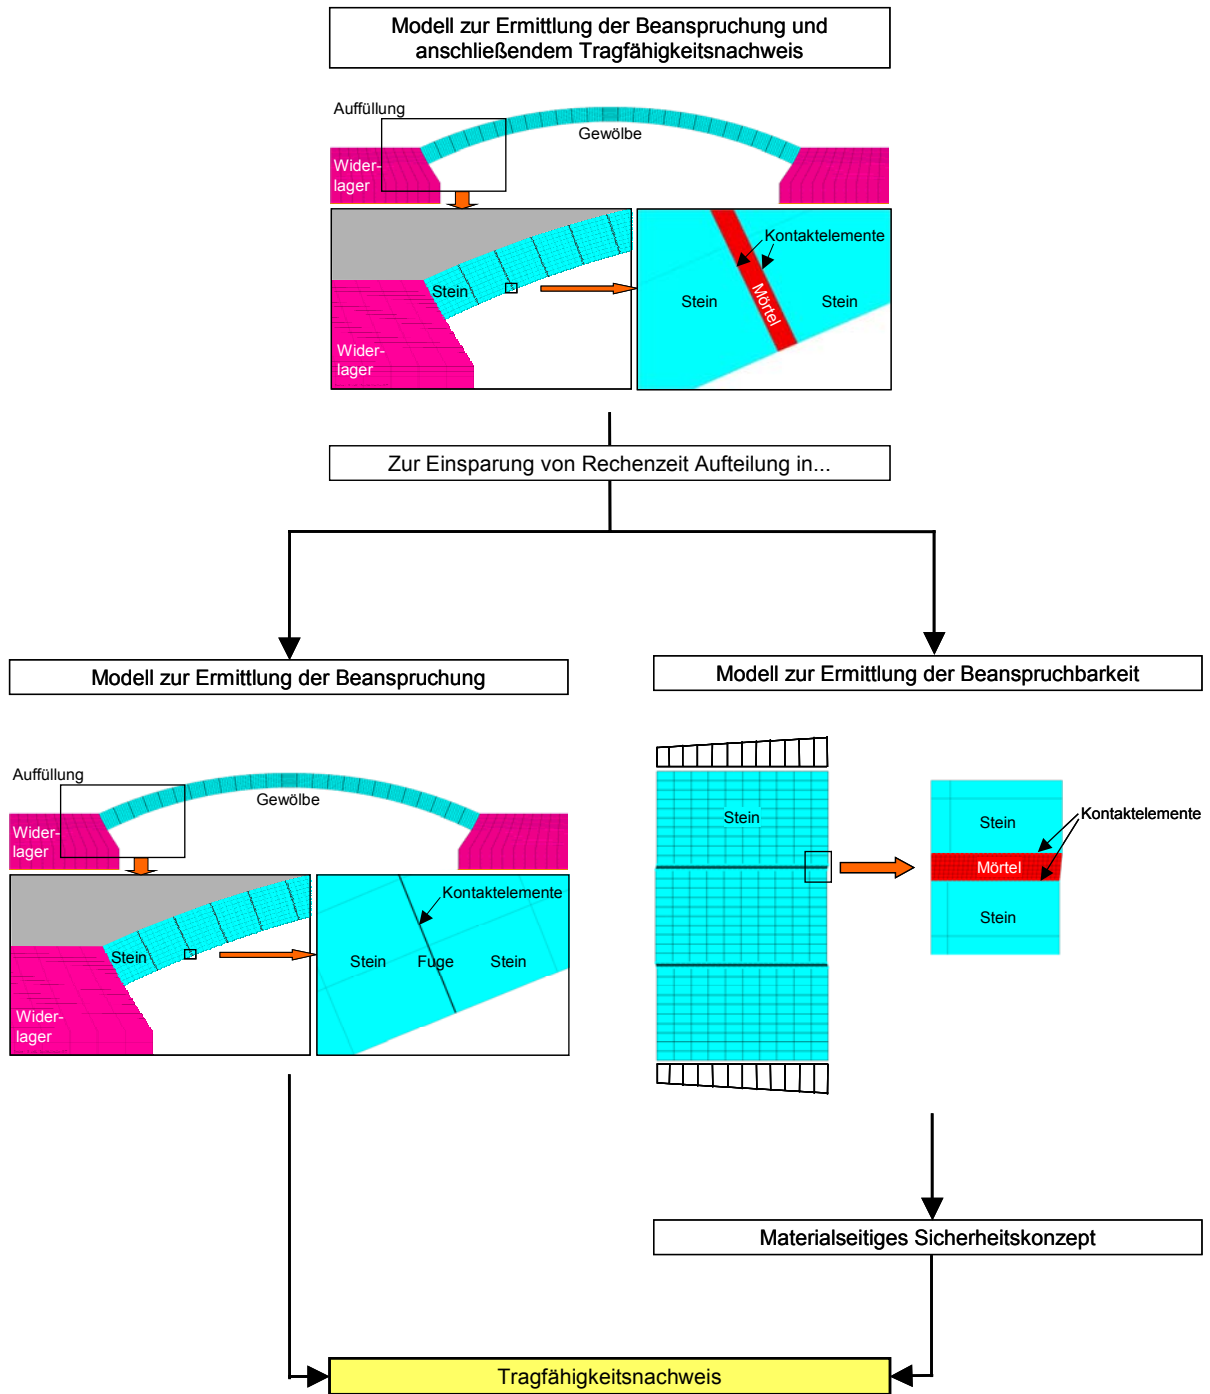 Modell zur Ermittlung der Beanspruchung und
anschließendem Tragfähigkeitsnachweis
Auffüllung
Gewölbe
Wider-
lager
Stein
Wider-
lager
Kontaktelemente
Stein
Mörtel
Stein
Zur Einsparung von Rechenzeit Aufteilung in...
Modell zur Ermittlung der Beanspruchung
Auffüllung
Gewölbe
Wider-
lager
Stein
Wider-
lager
Kontaktelemente
Stein
Fuge
Stein
Modell zur Ermittlung der Beanspruchbarkeit
Stein
Stein
Kontaktelemente
Mörtel
Stein
Materialseitiges Sicherheitskonzept
Tragfähigkeitsnachweis